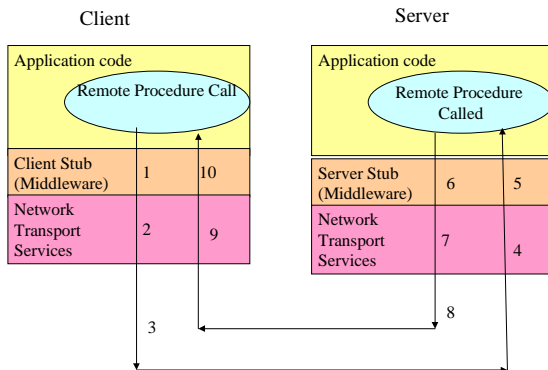 Client
Server
Application code
Remote Procedure Call
Application code
Remote Procedure
Called
Client Stub
(Middleware)
1
10
Server Stub
(Middleware)
6
5
Network
Transport
Services
2
9
Network
Transport
Services
7
4
3
8